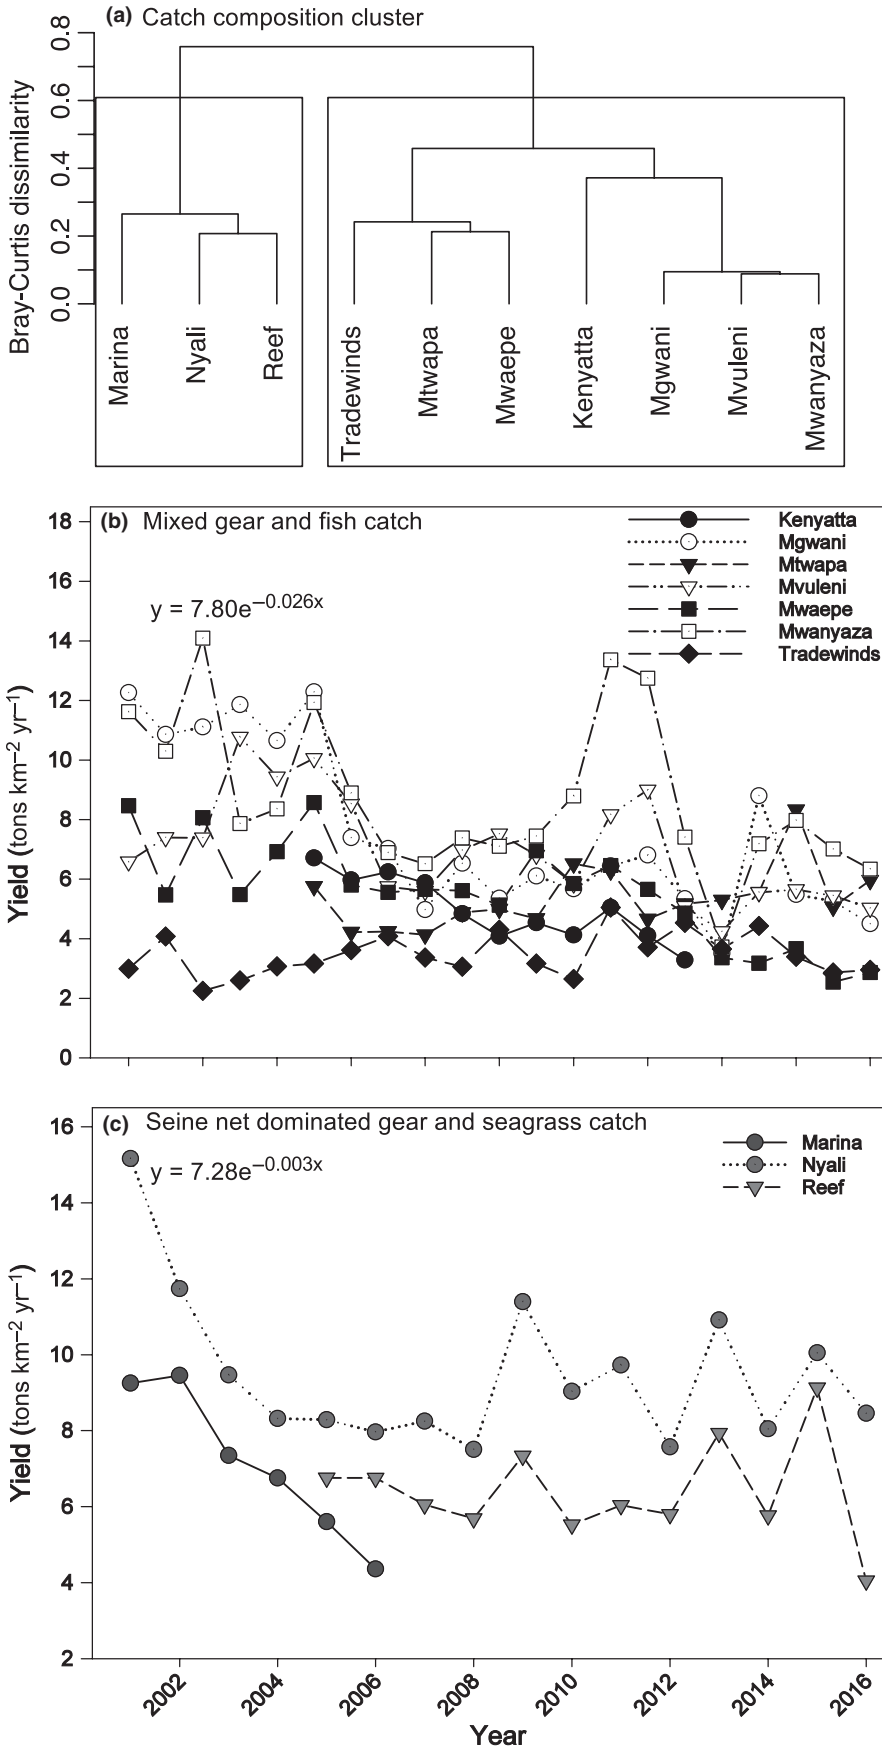 (a) Catch composition cluster
Bray-Curtis dissimilarity
0.8
0.6
0.4
0.2
0.0
Marina
Nyali
Reef
Tradewinds
Mtwapa
Mwaepe
Kenyatta
Mgwani
Mvuleni
Mwanyaza
(b) Mixed gear and fish catch
y = 7.80e–0.026x
Kenyatta
Mgwani
Mtwapa
Mvuleni
Mwaepe
Mwanyaza
Tradewinds
Yield (tons km–2 yr–1)
18
16
14
12
10
8
6
4
2
0
(c) Seine net dominated gear and seagrass catch
y = 7.28e–0.003x
Marina
Nyali
Reef
Yield (tons km–2 yr–1)
16
14
12
10
8
6
4
2
2002
2004
2006
2008
2010
2012
2014
2016
Year